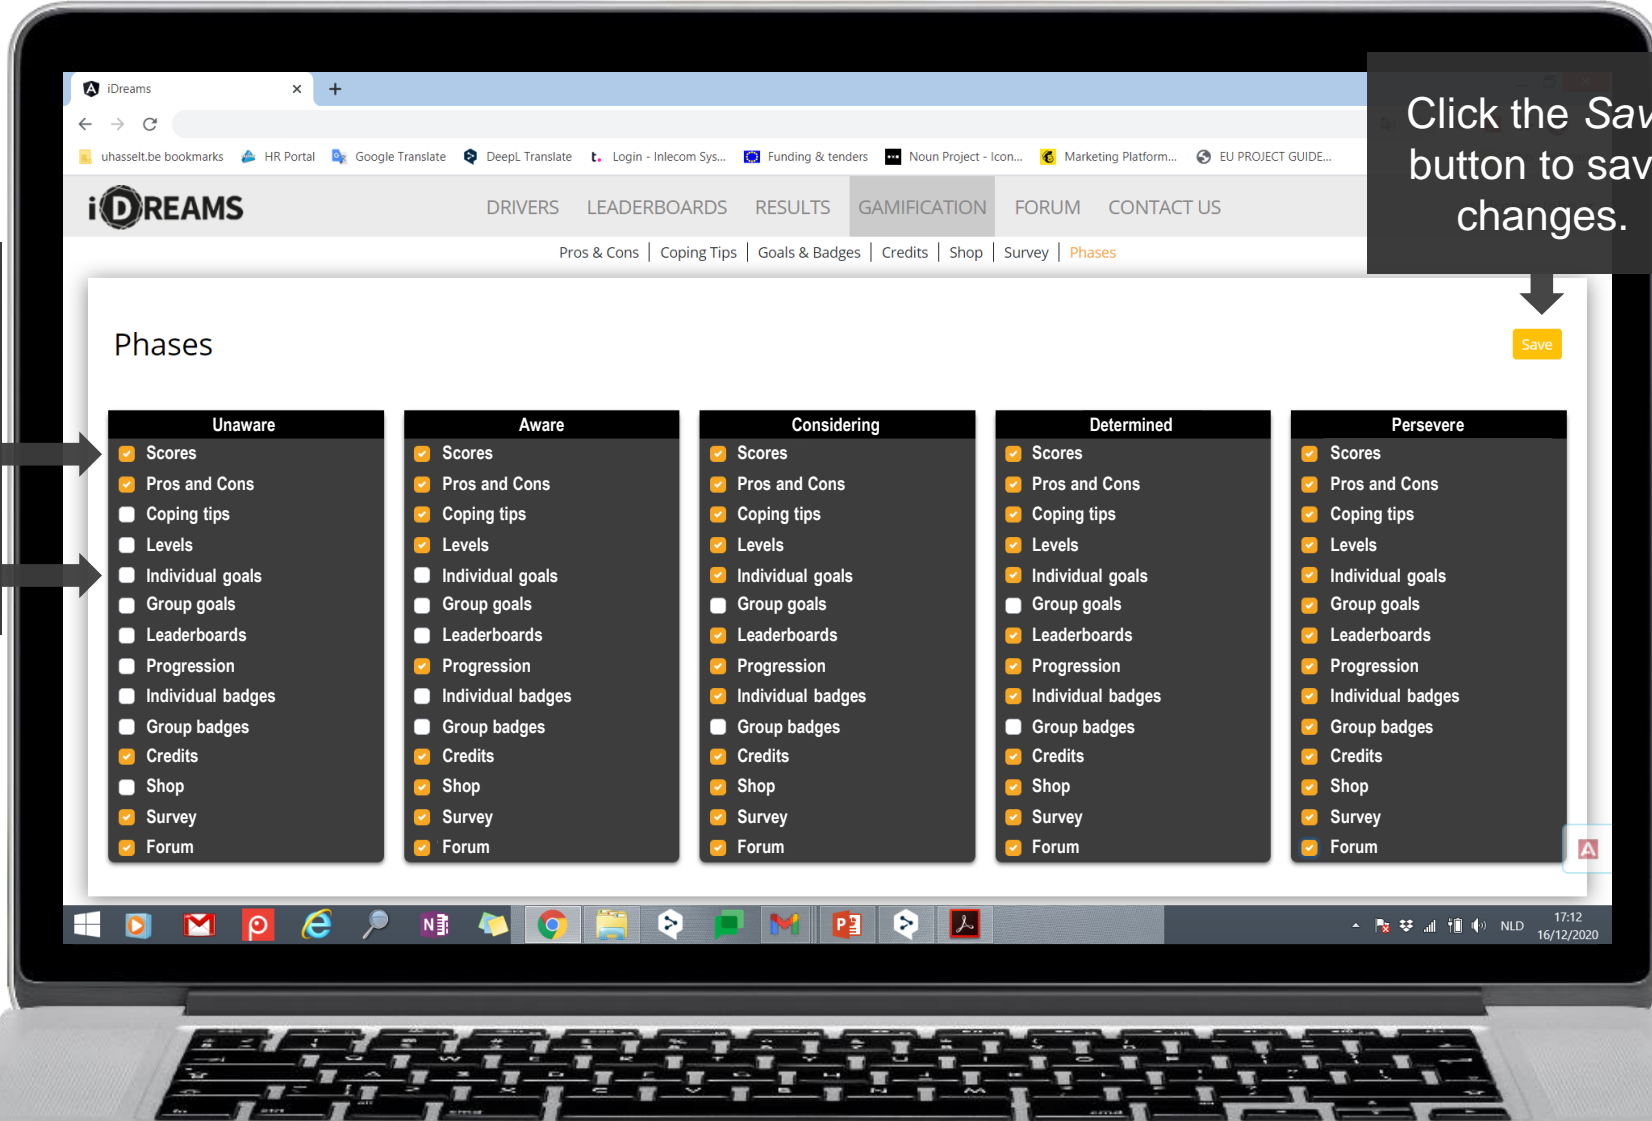 iDreams
uhasselt.be bookmarks HR Portal Google Translate DeepL Translate Login - Inlecom Sys... Funding & tenders Noun Project - Icon... Marketing Platform... EU PROJECT GUIDE...
Click the Sav
button to sav
changes.
iDREAMS
DRIVERS LEADERBOARDS RESULTS GAMIFICATION FORUM CONTACT US
Pros & Cons | Coping Tips | Goals & Badges | Credits | Shop | Survey | Phases
Phases
Save
Unaware
Scores
Pros and Cons
Coping tips
Levels
Individual goals
Group goals
Leaderboards
Progression
Individual badges
Group badges
Credits
Shop
Survey
Forum
Aware
Scores
Pros and Cons
Coping tips
Levels
Individual goals
Group goals
Leaderboards
Progression
Individual badges
Group badges
Credits
Shop
Survey
Forum
Considering
Scores
Pros and Cons
Coping tips
Levels
Individual goals
Group goals
Leaderboards
Progression
Individual badges
Group badges
Credits
Shop
Survey
Forum
Determined
Scores
Pros and Cons
Coping tips
Levels
Individual goals
Group goals
Leaderboards
Progression
Individual badges
Group badges
Credits
Shop
Survey
Forum
Persevere
Scores
Pros and Cons
Coping tips
Levels
Individual goals
Group goals
Leaderboards
Progression
Individual badges
Group badges
Credits
Shop
Survey
Forum
NLD
17:12
16/12/2020